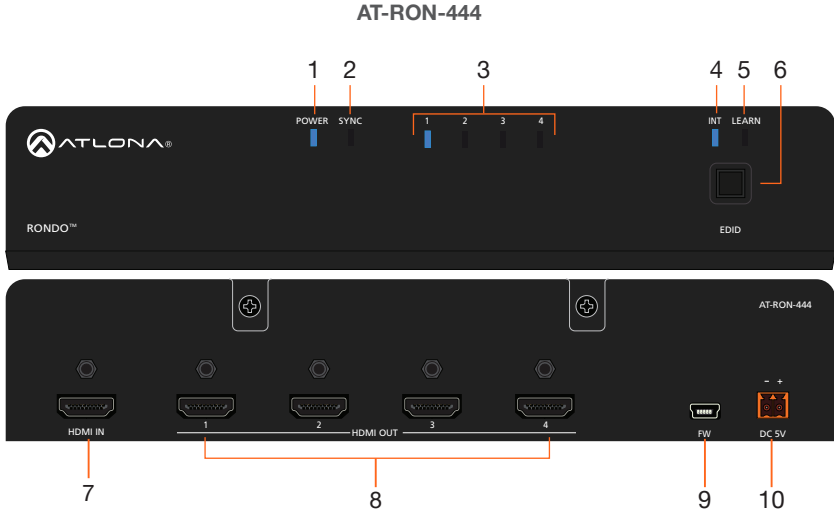 AT-RON-444
1 2 3 4 5 6
POWER SYNC 1 2 3 4 INT LEARN
ATLONA®
RONDO™ EDID
AT-RON-444
- +
HDMI IN 1 2 HDMI OUT 3 4 FW DC 5V
7 8 9 10